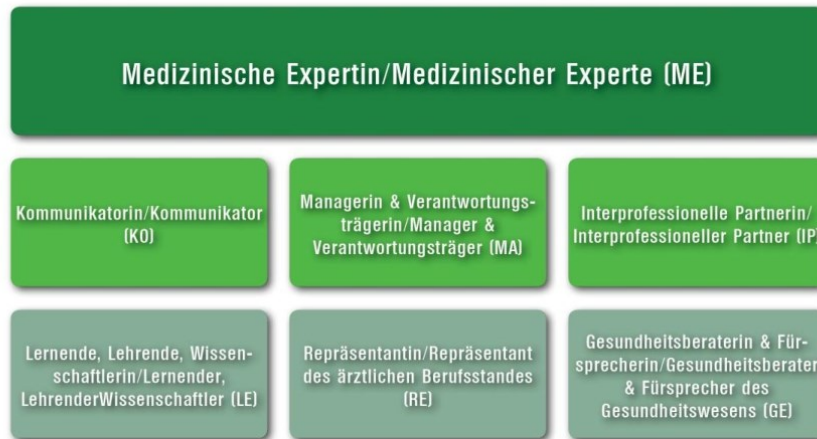 Medizinische Expertin/Medizinischer Experte (ME)
Kommunikatorin/Kommunikator
(KO)
Managerin & Verantwortungs-
trägerin/Manager &
Verantwortungsträger (MA)
Interprofessionelle Partnerin/
Interprofessioneller Partner (IP)
Lernende, Lehrende, Wissen-
schaftlerin/Lernender,
LehrenderWissenschaftler (LE)
Repräsentantin/Repräsentant
des ärztlichen Berufsstandes
(RE)
Gesundheitsberaterin & Für-
sprecherin/Gesundheitsberater
& Fürsprecher des
Gesundheitswesens (GE)